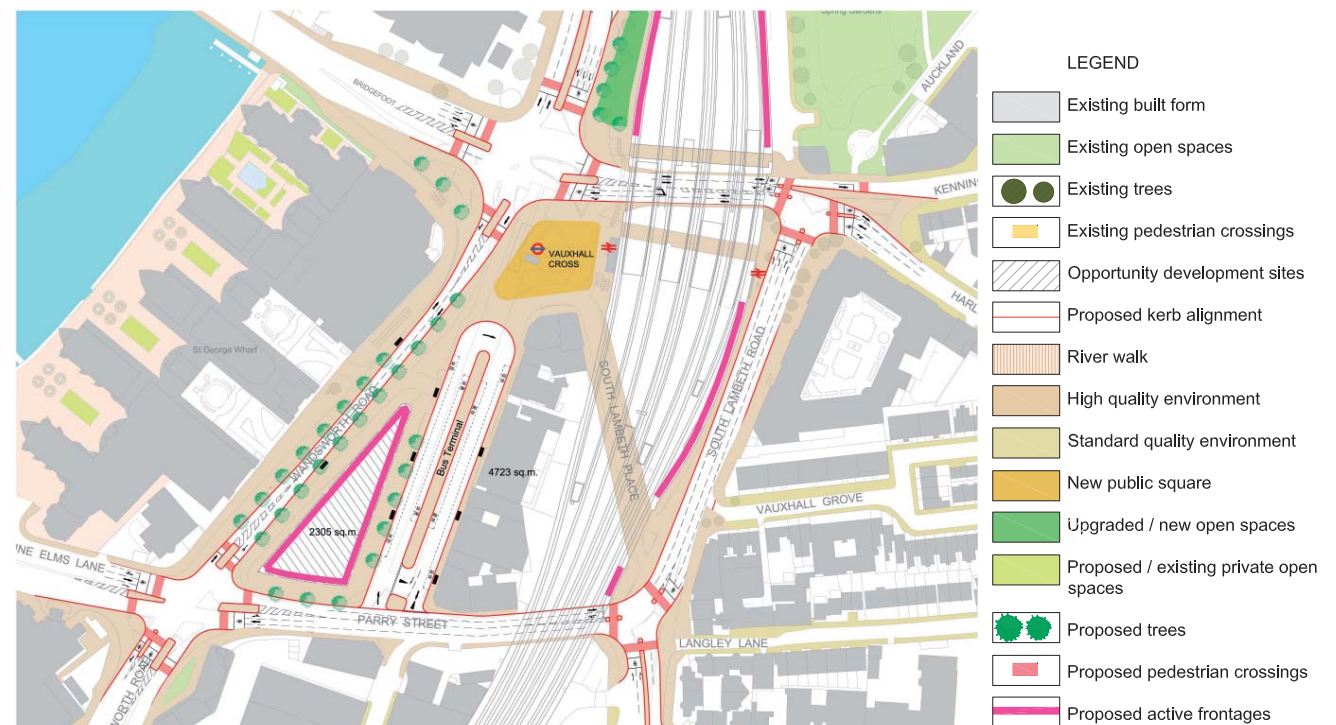 Spring Gardens
AUCKLAND
BRIDGEFOOT
KENNING
VAUXHALL
CROSS
HARL
St George Wharf
SOUTH LAMBETH PLACE
SOUTH LAMBETH ROAD
WANDSWORTH ROAD
Bus Terminal
4723 sq.m.
VAUXHALL GROVE
2305 sq.m.
INE ELMS LANE
PARRY STREET
LANGLEY LANE
WORTH ROAD
LEGEND
Existing built form
Existing open spaces
Existing trees
Existing pedestrian crossings
Opportunity development sites
Proposed kerb alignment
River walk
High quality environment
Standard quality environment
New public square
Upgraded / new open spaces
Proposed / existing private open
spaces
Proposed trees
Proposed pedestrian crossings
Proposed active frontages